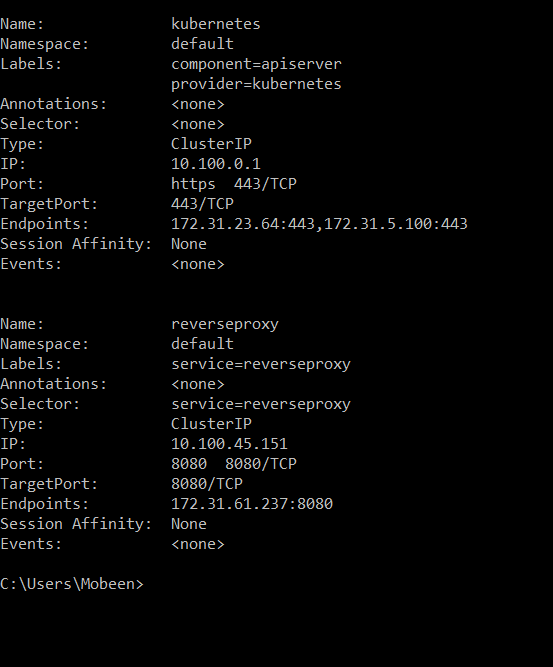 Name: kubernetes
Namespace: default
Labels: component=apiserver
provider=kubernetes
Annotations: <none>
Selector: <none>
Type: ClusterIP
IP: 10.100.0.1
Port: https  443/TCP
TargetPort: 443/TCP
Endpoints: 172.31.23.64:443,172.31.5.100:443
Session Affinity: None
Events: <none>
Name: reverseproxy
Namespace: default
Labels: service=reverseproxy
Annotations: <none>
Selector: service=reverseproxy
Type: ClusterIP
IP: 10.100.45.151
Port: 8080  8080/TCP
TargetPort: 8080/TCP
Endpoints: 172.31.61.237:8080
Session Affinity: None
Events: <none>
C:\Users\Mobeen>